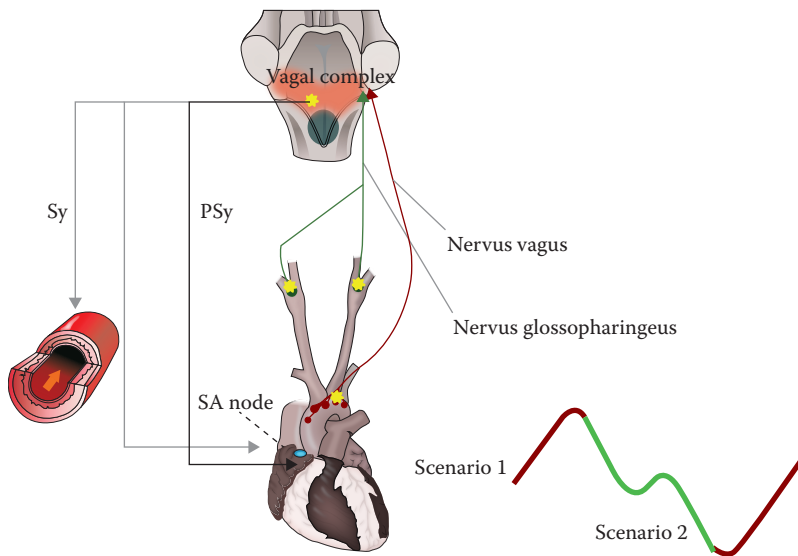 Vagal complex
Sy
PSy
Nervus vagus
Nervus glossopharingeus
SA node
Scenario 1
Scenario 2